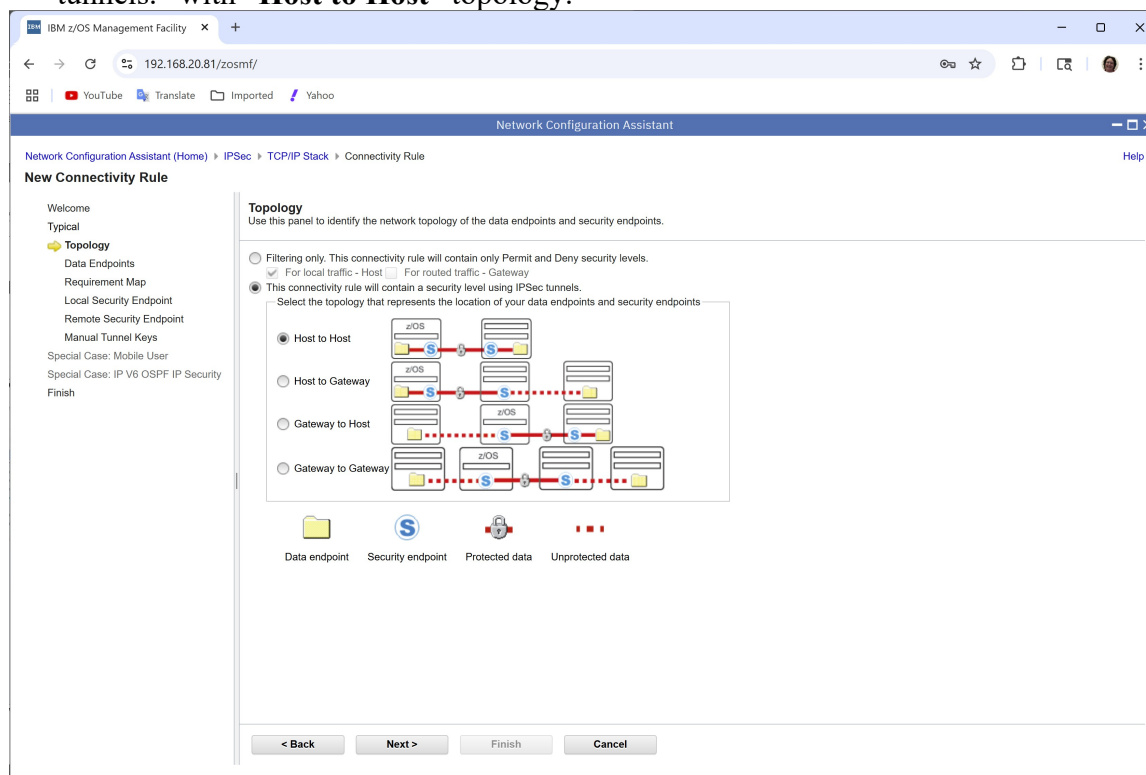 tunnels." with "Host to Host" topology.
IBM IBM z/OS Management Facility
192.168.20.81/zosmf/
YouTube Translate Imported Yahoo
Network Configuration Assistant
Network Configuration Assistant (Home) IPSec TCP/IP Stack Connectivity Rule Help
New Connectivity Rule
Welcome
Typical
Topology
Data Endpoints
Requirement Map
Local Security Endpoint
Remote Security Endpoint
Manual Tunnel Keys
Special Case: Mobile User
Special Case: IP V6 OSPF IP Security
Finish
Topology
Use this panel to identify the network topology of the data endpoints and security endpoints.
Filtering only. This connectivity rule will contain only Permit and Deny security levels.
For local traffic - Host For routed traffic - Gateway
This connectivity rule will contain a security level using IPSec tunnels.
Select the topology that represents the location of your data endpoints and security endpoints
z/OS
Host to Host
S S
z/OS
Host to Gateway
S S
z/OS
Gateway to Host
S S
z/OS
Gateway to Gateway
S S
S
Data endpoint Security endpoint Protected data Unprotected data
< Back Next > Finish Cancel